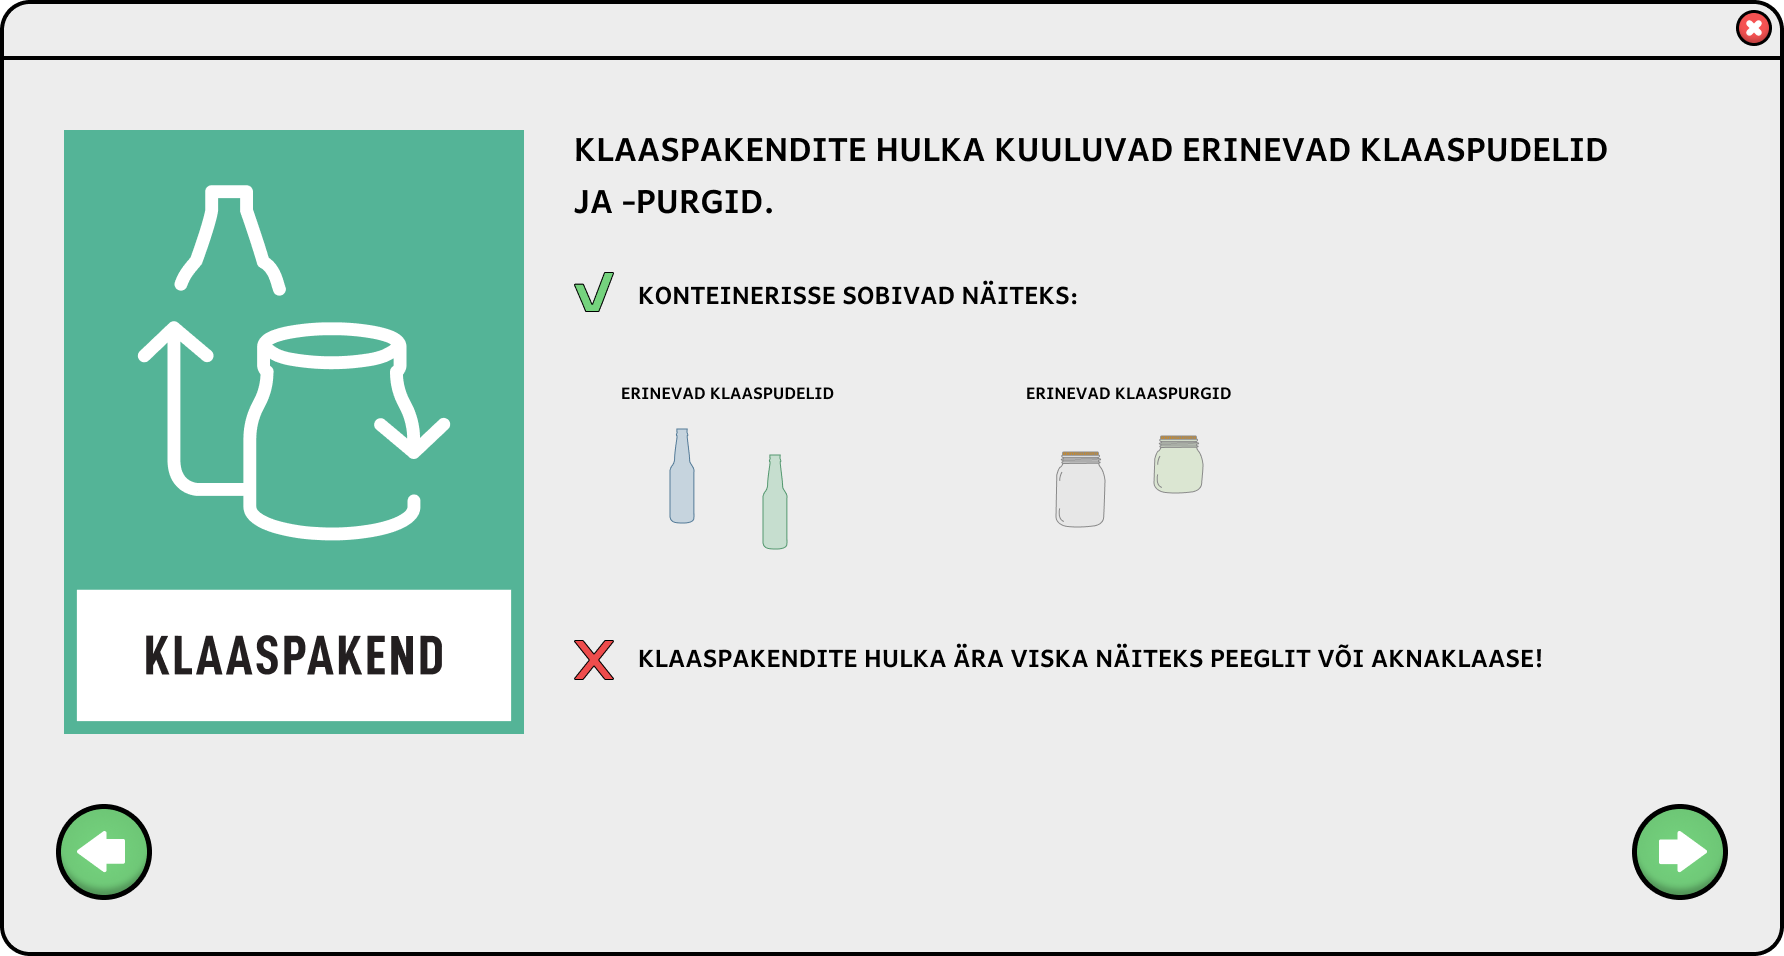 KLAASPAKENDITE HULKA KUULUVAD ERINEVAD KLAASPUDELID
JA -PURGID.
KONTEINERISSE SOBIVAD NÄITEKS:
ERINEVAD KLAASPUDELID
ERINEVAD KLAASPURGID
KLAASPAKEND
KLAASPAKENDITE HULKA ÄRA VISKA NÄITEKS PEEGLIT VÕI AKNAKLAASE!